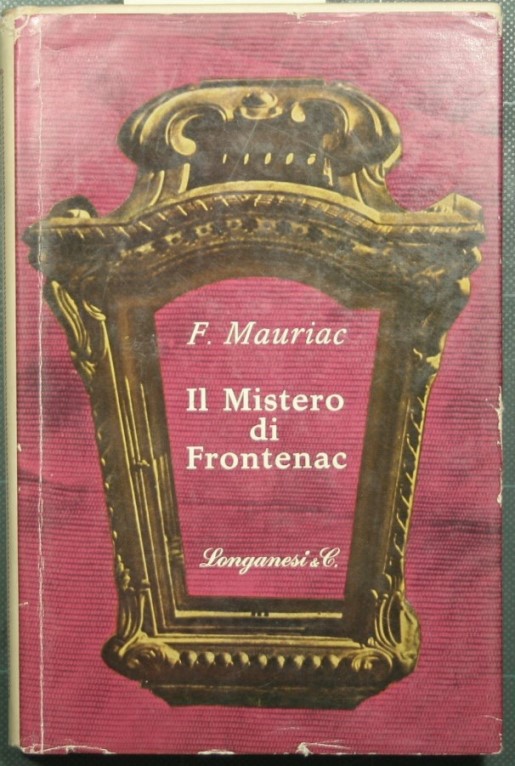 F. Mauriac
Il Mistero
di
Frontenac
Longanesi & C.